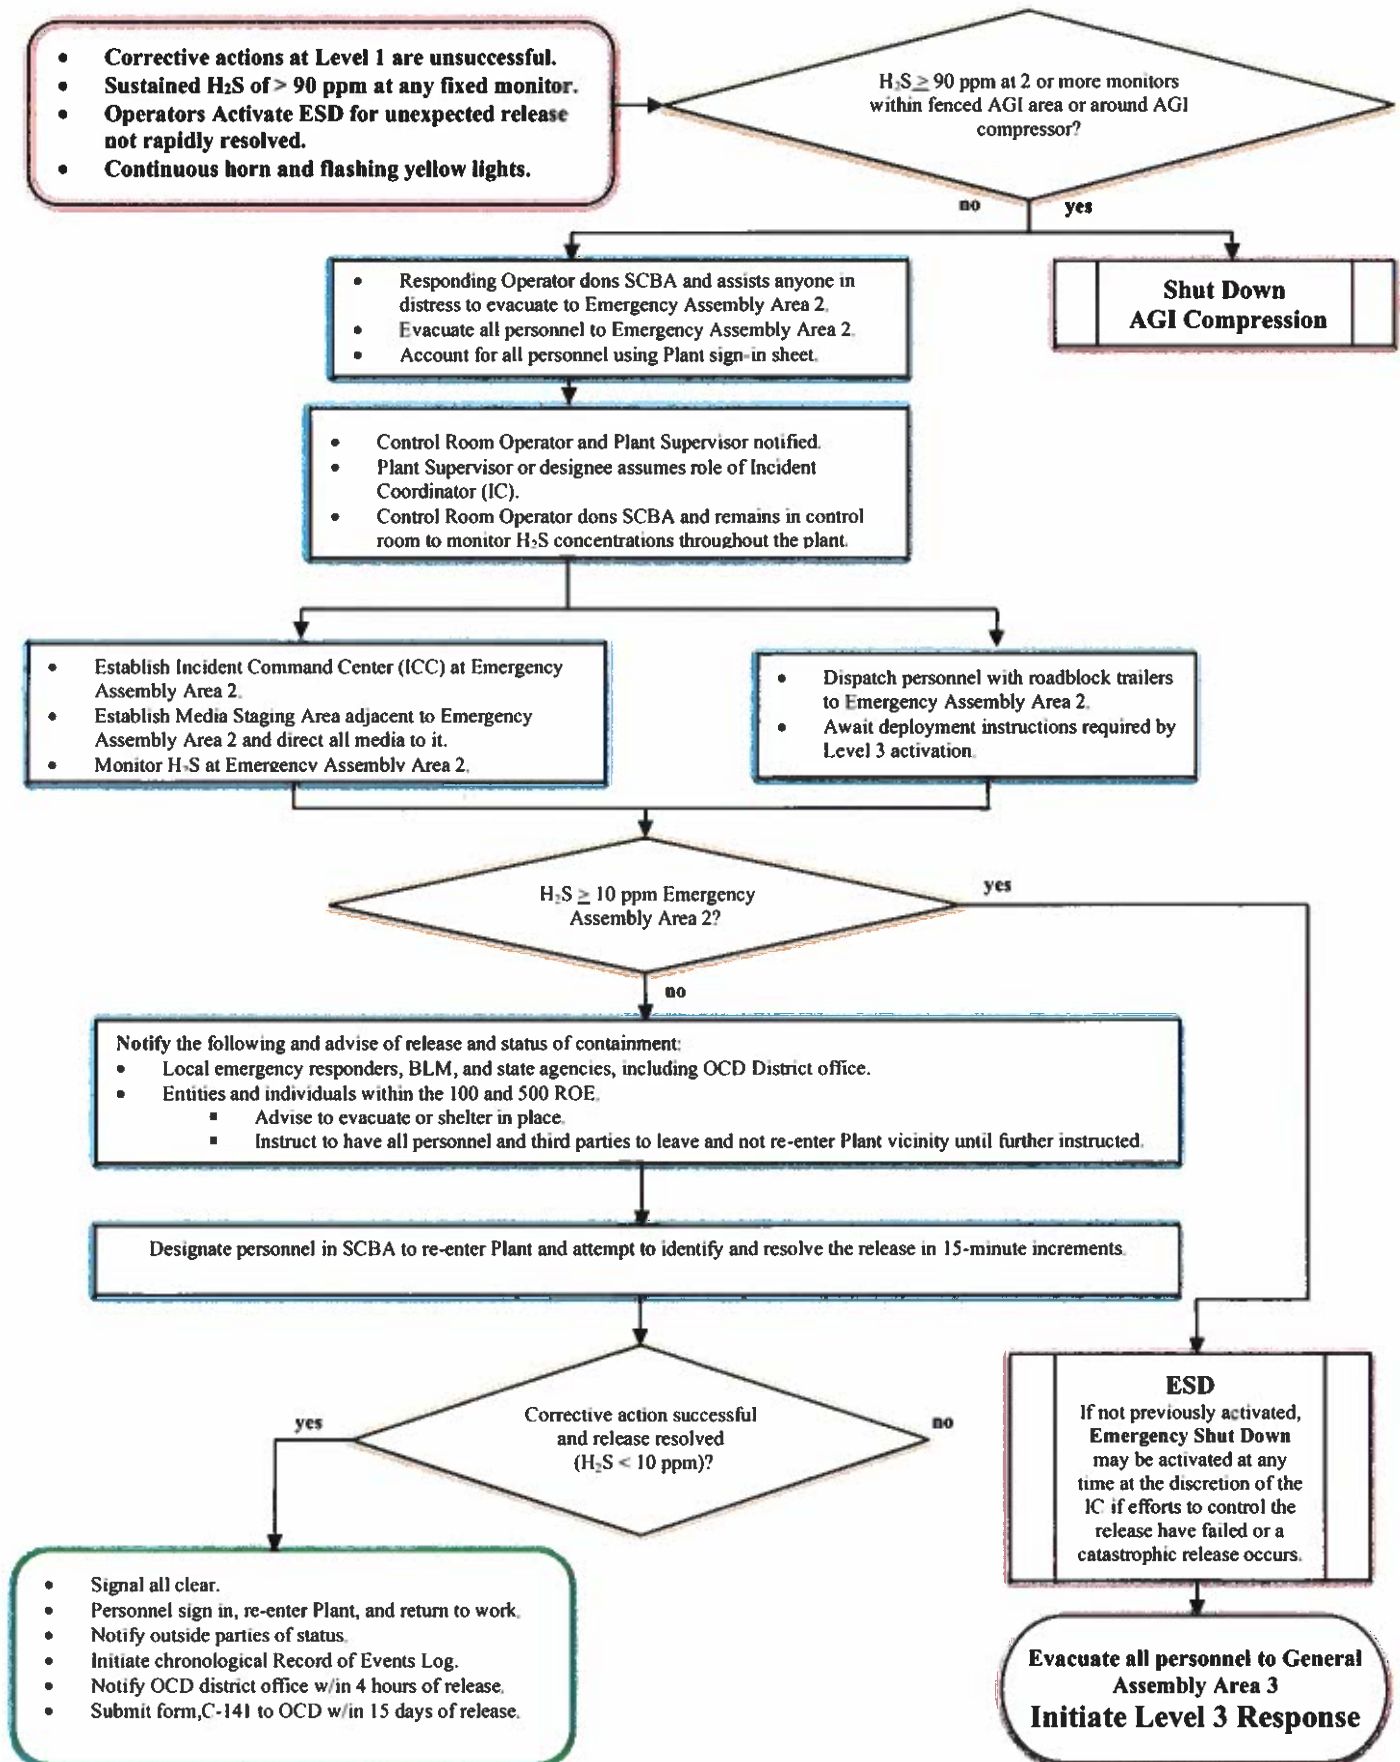 • Corrective actions at Level 1 are unsuccessful.
• Sustained H₂S of > 90 ppm at any fixed monitor.
• Operators Activate ESD for unexpected release
not rapidly resolved.
• Continuous horn and flashing yellow lights.
H₂S ≥ 90 ppm at 2 or more monitors
within fenced AGI area or around AGI
compressor?
no
yes
• Responding Operator dons SCBA and assists anyone in
distress to evacuate to Emergency Assembly Area 2.
• Evacuate all personnel to Emergency Assembly Area 2.
• Account for all personnel using Plant sign-in sheet.
Shut Down
AGI Compression
• Control Room Operator and Plant Supervisor notified.
• Plant Supervisor or designee assumes role of Incident
Coordinator (IC).
• Control Room Operator dons SCBA and remains in control
room to monitor H₂S concentrations throughout the plant.
• Establish Incident Command Center (ICC) at Emergency
Assembly Area 2.
• Establish Media Staging Area adjacent to Emergency
Assembly Area 2 and direct all media to it.
• Monitor H₂S at Emergency Assembly Area 2.
• Dispatch personnel with roadblock trailers
to Emergency Assembly Area 2.
• Await deployment instructions required by
Level 3 activation.
H₂S ≥ 10 ppm Emergency
Assembly Area 2?
yes
no
Notify the following and advise of release and status of containment:
• Local emergency responders, BLM, and state agencies, including OCD District office.
• Entities and individuals within the 100 and 500 ROE.
▪ Advise to evacuate or shelter in place.
▪ Instruct to have all personnel and third parties to leave and not re-enter Plant vicinity until further instructed.
Designate personnel in SCBA to re-enter Plant and attempt to identify and resolve the release in 15-minute increments.
Corrective action successful
and release resolved
(H₂S < 10 ppm)?
yes
no
ESD
If not previously activated,
Emergency Shut Down
may be activated at any
time at the discretion of the
IC if efforts to control the
release have failed or a
catastrophic release occurs.
• Signal all clear.
• Personnel sign in, re-enter Plant, and return to work.
• Notify outside parties of status.
• Initiate chronological Record of Events Log.
• Notify OCD district office w/in 4 hours of release.
• Submit form,C-141 to OCD w/in 15 days of release.
Evacuate all personnel to General
Assembly Area 3
Initiate Level 3 Response